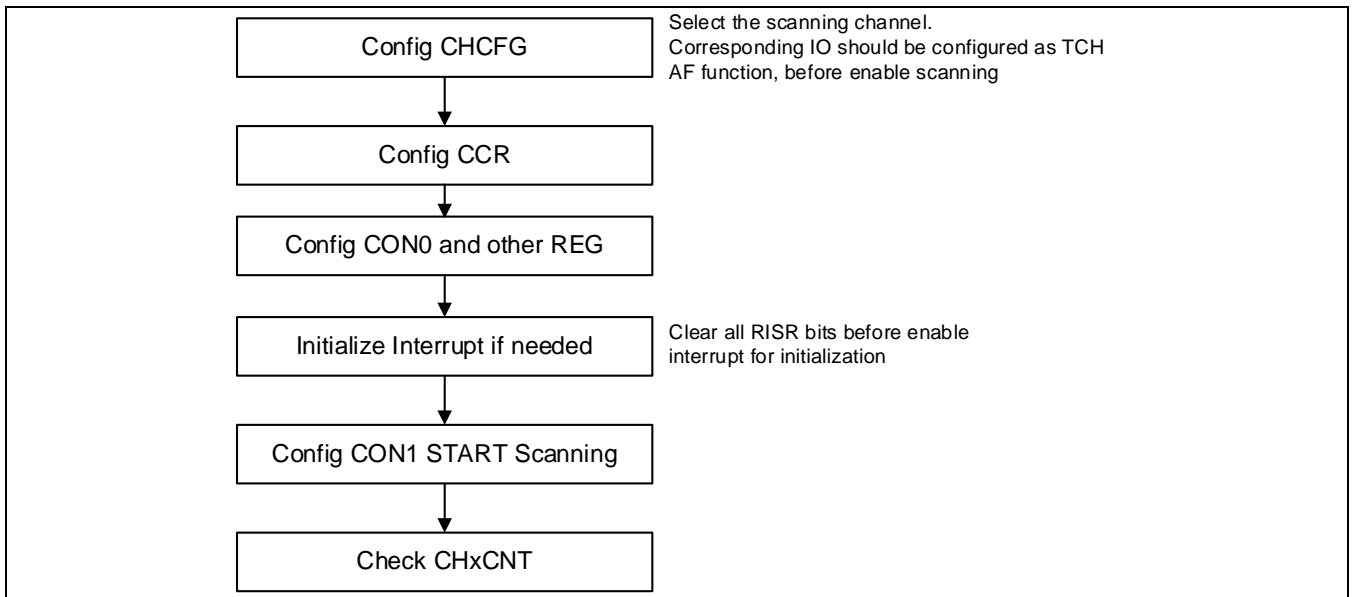 Config CHCFG
Select the scanning channel.
Corresponding IO should be configured as TCH
AF function, before enable scanning
Config CCR
Config CON0 and other REG
Initialize Interrupt if needed
Clear all RISR bits before enable
interrupt for initialization
Config CON1 START Scanning
Check CHxCNT